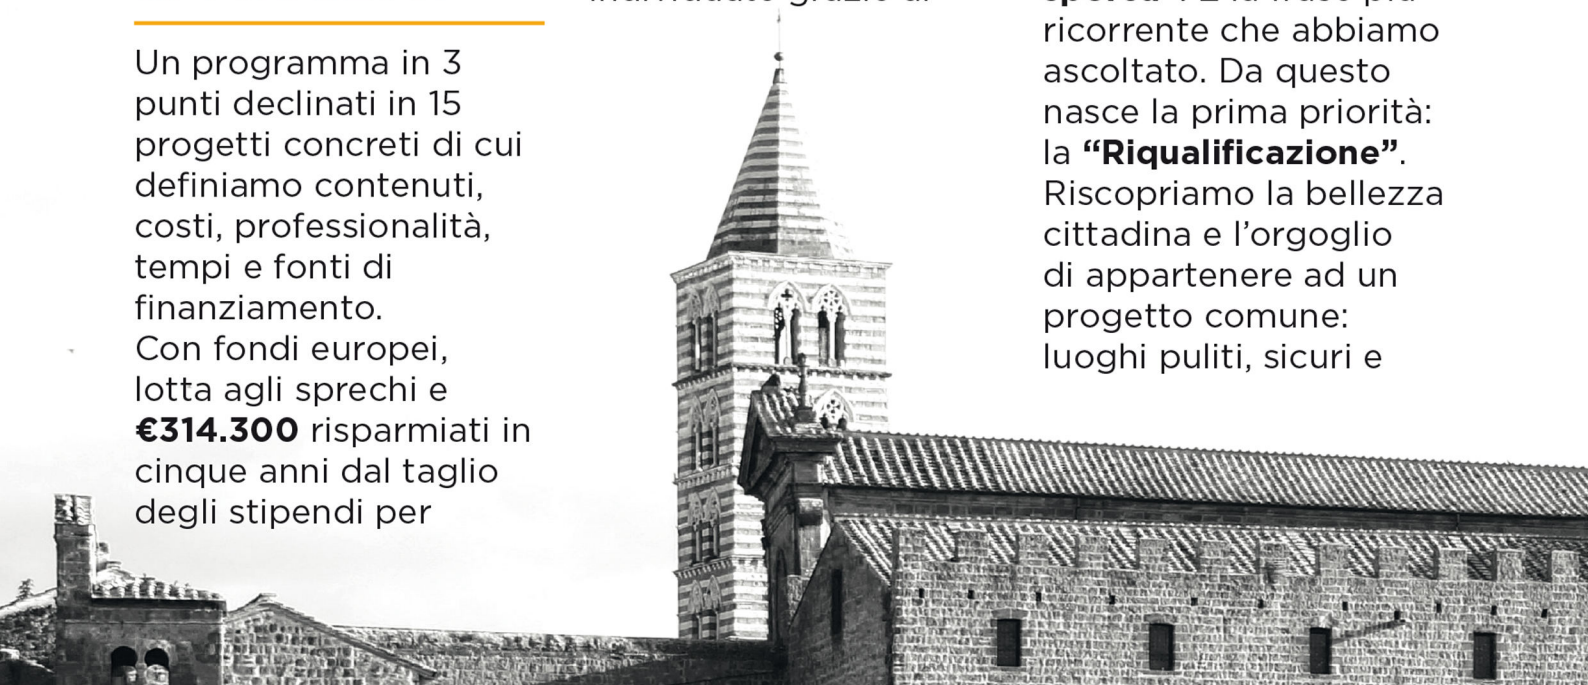 Un programma in 3
punti declinati in 15
progetti concreti di cui
definiamo contenuti,
costi, professionalità,
tempi e fonti di
finanziamento.
Con fondi europei,
lotta agli sprechi e
€314.300 risparmiati in
cinque anni dal taglio
degli stipendi per
individuato grazie al
ricorrente che abbiamo
ascoltato. Da questo
nasce la prima priorità:
la “Riqualificazione”.
Riscopriamo la bellezza
cittadina e l’orgoglio
di appartenere ad un
progetto comune:
luoghi puliti, sicuri e